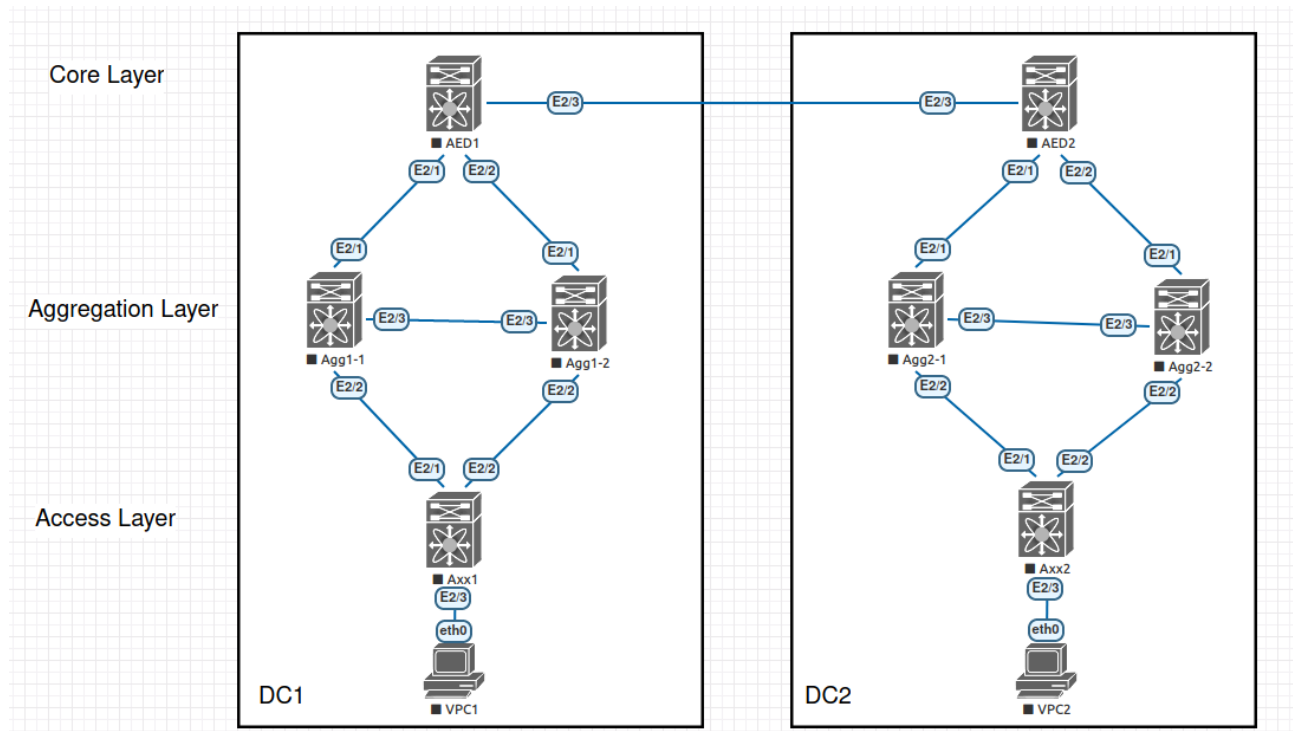 Core Layer
E2/3
E2/3
AED1
AED2
E2/1
E2/2
E2/1
E2/2
E2/1
E2/1
E2/1
E2/1
Aggregation Layer
E2/3
E2/3
E2/3
E2/3
Agg1-1
Agg1-2
Agg2-1
Agg2-2
E2/2
E2/2
E2/2
E2/2
E2/1
E2/2
E2/1
E2/2
Access Layer
Axx1
Axx2
E2/3
E2/3
eth0
eth0
DC1
VPC1
DC2
VPC2